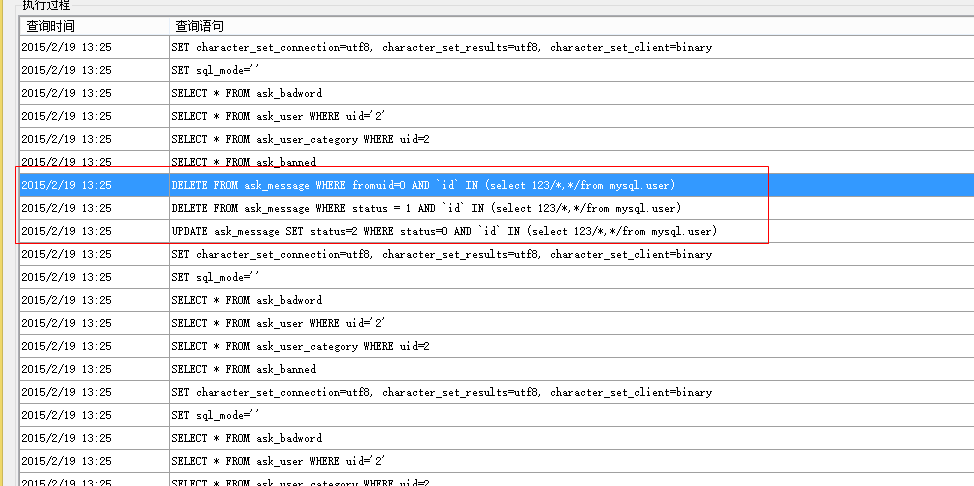 执行过程
查询时间 查询语句
2015/2/19 13:25 SET character_set_connection=utf8, character_set_results=utf8, character_set_client=binary
2015/2/19 13:25 SET sql_mode=''
2015/2/19 13:25 SELECT * FROM ask_badword
2015/2/19 13:25 SELECT * FROM ask_user WHERE uid='2'
2015/2/19 13:25 SELECT * FROM ask_user_category WHERE uid=2
2015/2/19 13:25 SELECT * FROM ask_banned
2015/2/19 13:25 DELETE FROM ask_message WHERE fromuid=0 AND `id` IN (select 123/*,*/from mysql.user)
2015/2/19 13:25 DELETE FROM ask_message WHERE status = 1 AND `id` IN (select 123/*,*/from mysql.user)
2015/2/19 13:25 UPDATE ask_message SET status=2 WHERE status=0 AND `id` IN (select 123/*,*/from mysql.user)
2015/2/19 13:25 SET character_set_connection=utf8, character_set_results=utf8, character_set_client=binary
2015/2/19 13:25 SET sql_mode=''
2015/2/19 13:25 SELECT * FROM ask_badword
2015/2/19 13:25 SELECT * FROM ask_user WHERE uid='2'
2015/2/19 13:25 SELECT * FROM ask_user_category WHERE uid=2
2015/2/19 13:25 SELECT * FROM ask_banned
2015/2/19 13:25 SET character_set_connection=utf8, character_set_results=utf8, character_set_client=binary
2015/2/19 13:25 SET sql_mode=''
2015/2/19 13:25 SELECT * FROM ask_badword
2015/2/19 13:25 SELECT * FROM ask_user WHERE uid='2'
2015/2/19 13:25 SELECT * FROM ask_user_category WHERE uid=2